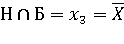 Н ∩ Б = x₃ = X̅